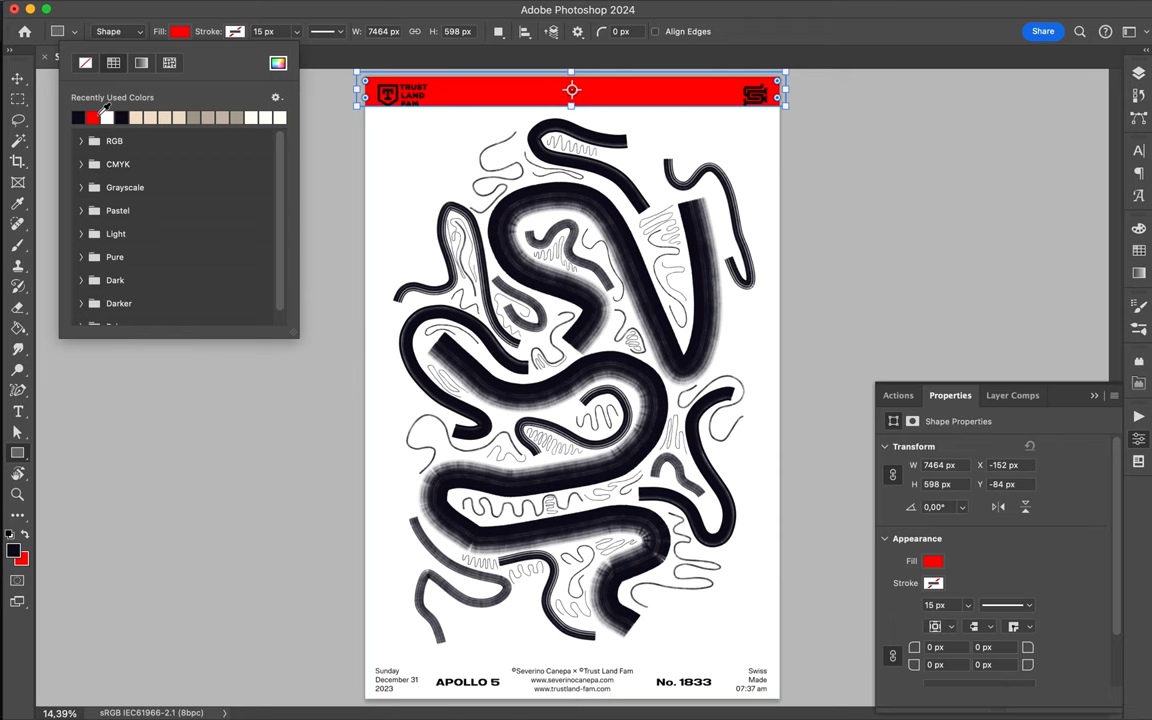 Adobe Photoshop 2024
Shape
Fill:
Stroke:
15 px
W: 7464 px
H: 598 px
0 px
Align Edges
Share
Recently Used Colors
RGB
CMYK
Grayscale
Pastel
Light
Pure
Dark
Darker
TRUST
LAND
FAM
Sunday
December 31
2023
APOLLO 5
©Severino Canepa × ©Trust Land Fam
www.severinocanepa.com
www.trustland-fam.com
No. 1833
Swiss
Made
07:37 am
Actions
Properties
Layer Comps
Shape Properties
Transform
W 7464 px
X -152 px
H 598 px
Y -84 px
0,00°
Appearance
Fill
Stroke
15 px
0 px
0 px
0 px
0 px
14,39%
sRGB IEC61966-2.1 (8bpc)